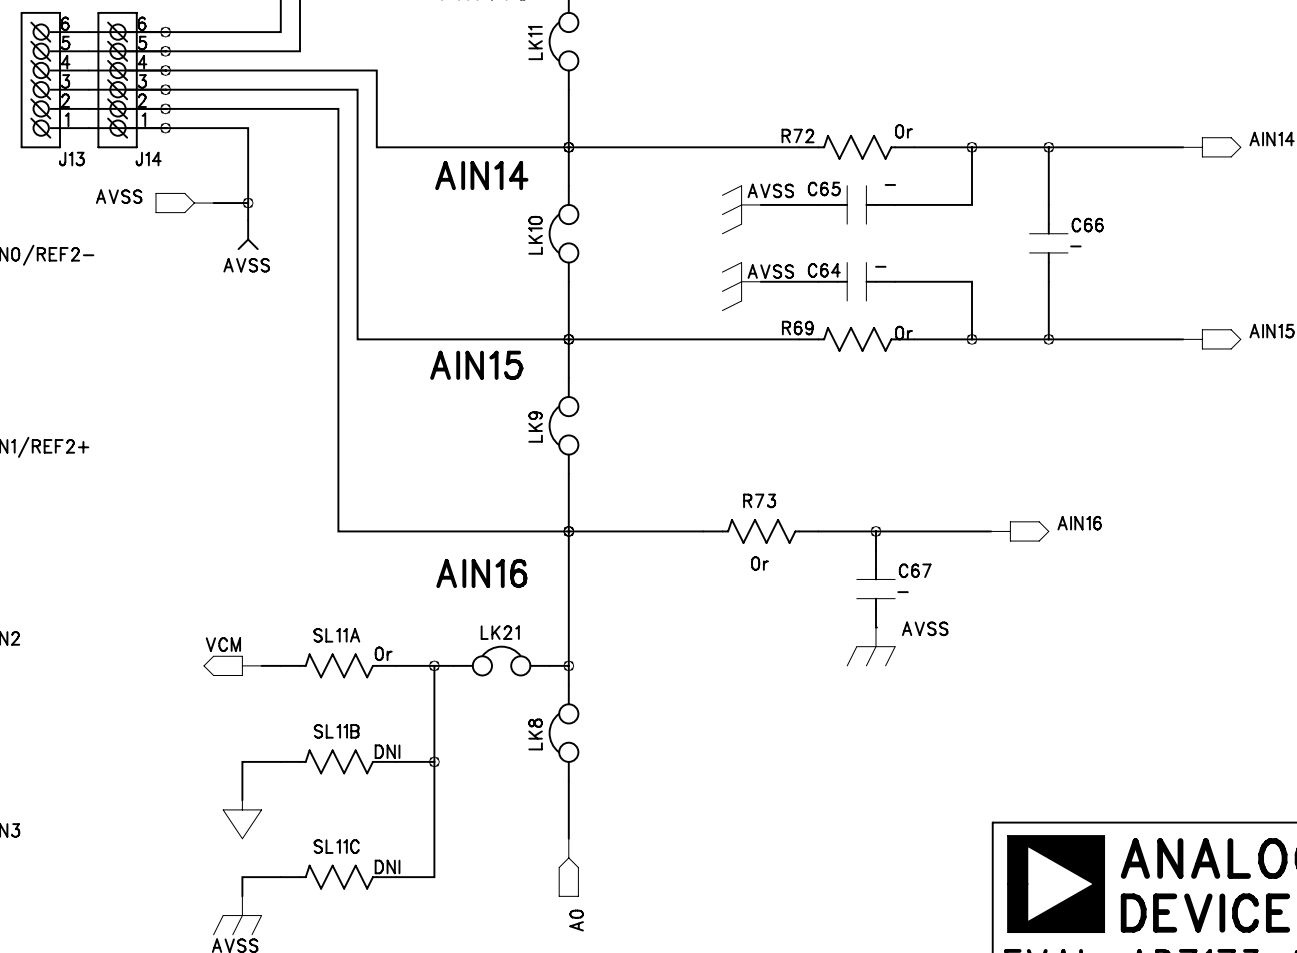 LK11
6 6
5 5
4 4
3 3
2 2
1 1
J13 J14
AVSS
AVSS
N0/REF2-
N1/REF2+
N2
N3
AIN14
R72 0r
AIN14
AVSS C65 -
C66
-
LK10
AVSS C64 -
R69 0r
AIN15
AIN15
LK9
R73
0r
AIN16
AIN16
C67
-
AVSS
VCM
SL11A
0r
LK21
SL11B
DNI
LK8
SL11C
DNI
AVSS
A0
ANALO
DEVICE